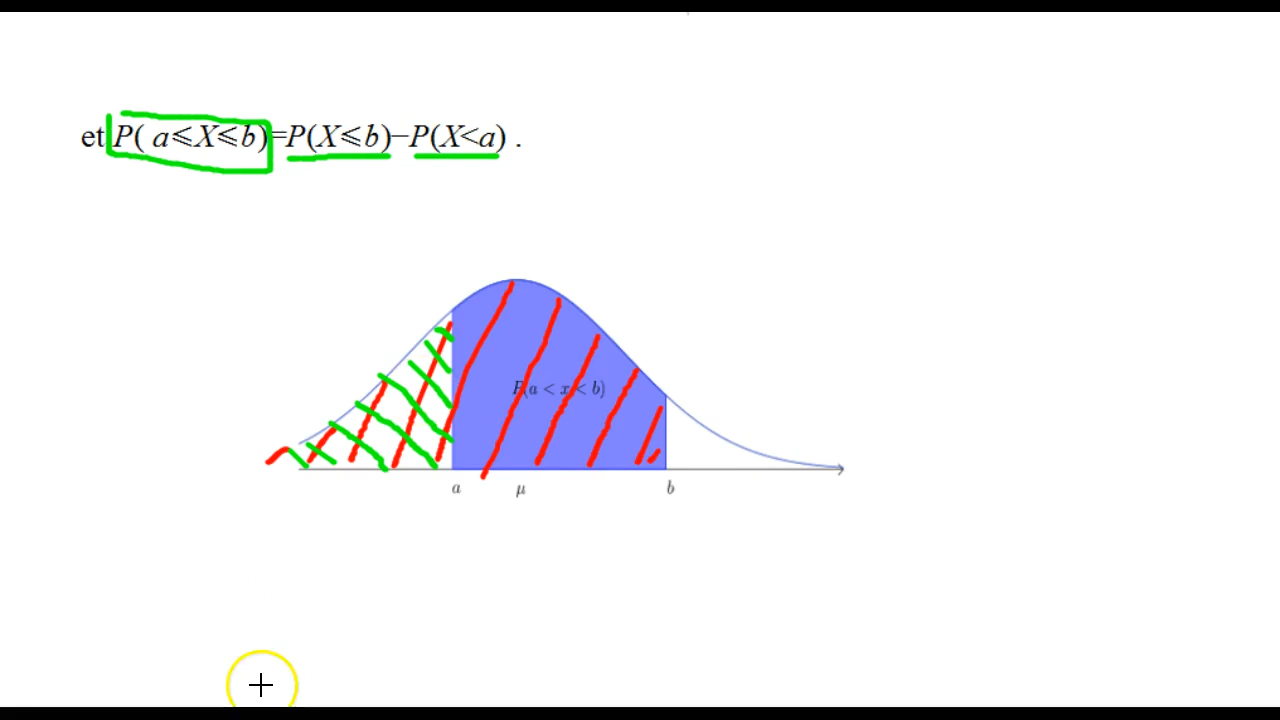 et P( a⩽X⩽b)=P(X⩽b)−P(X<a) .
P(a < x < b)
a μ b